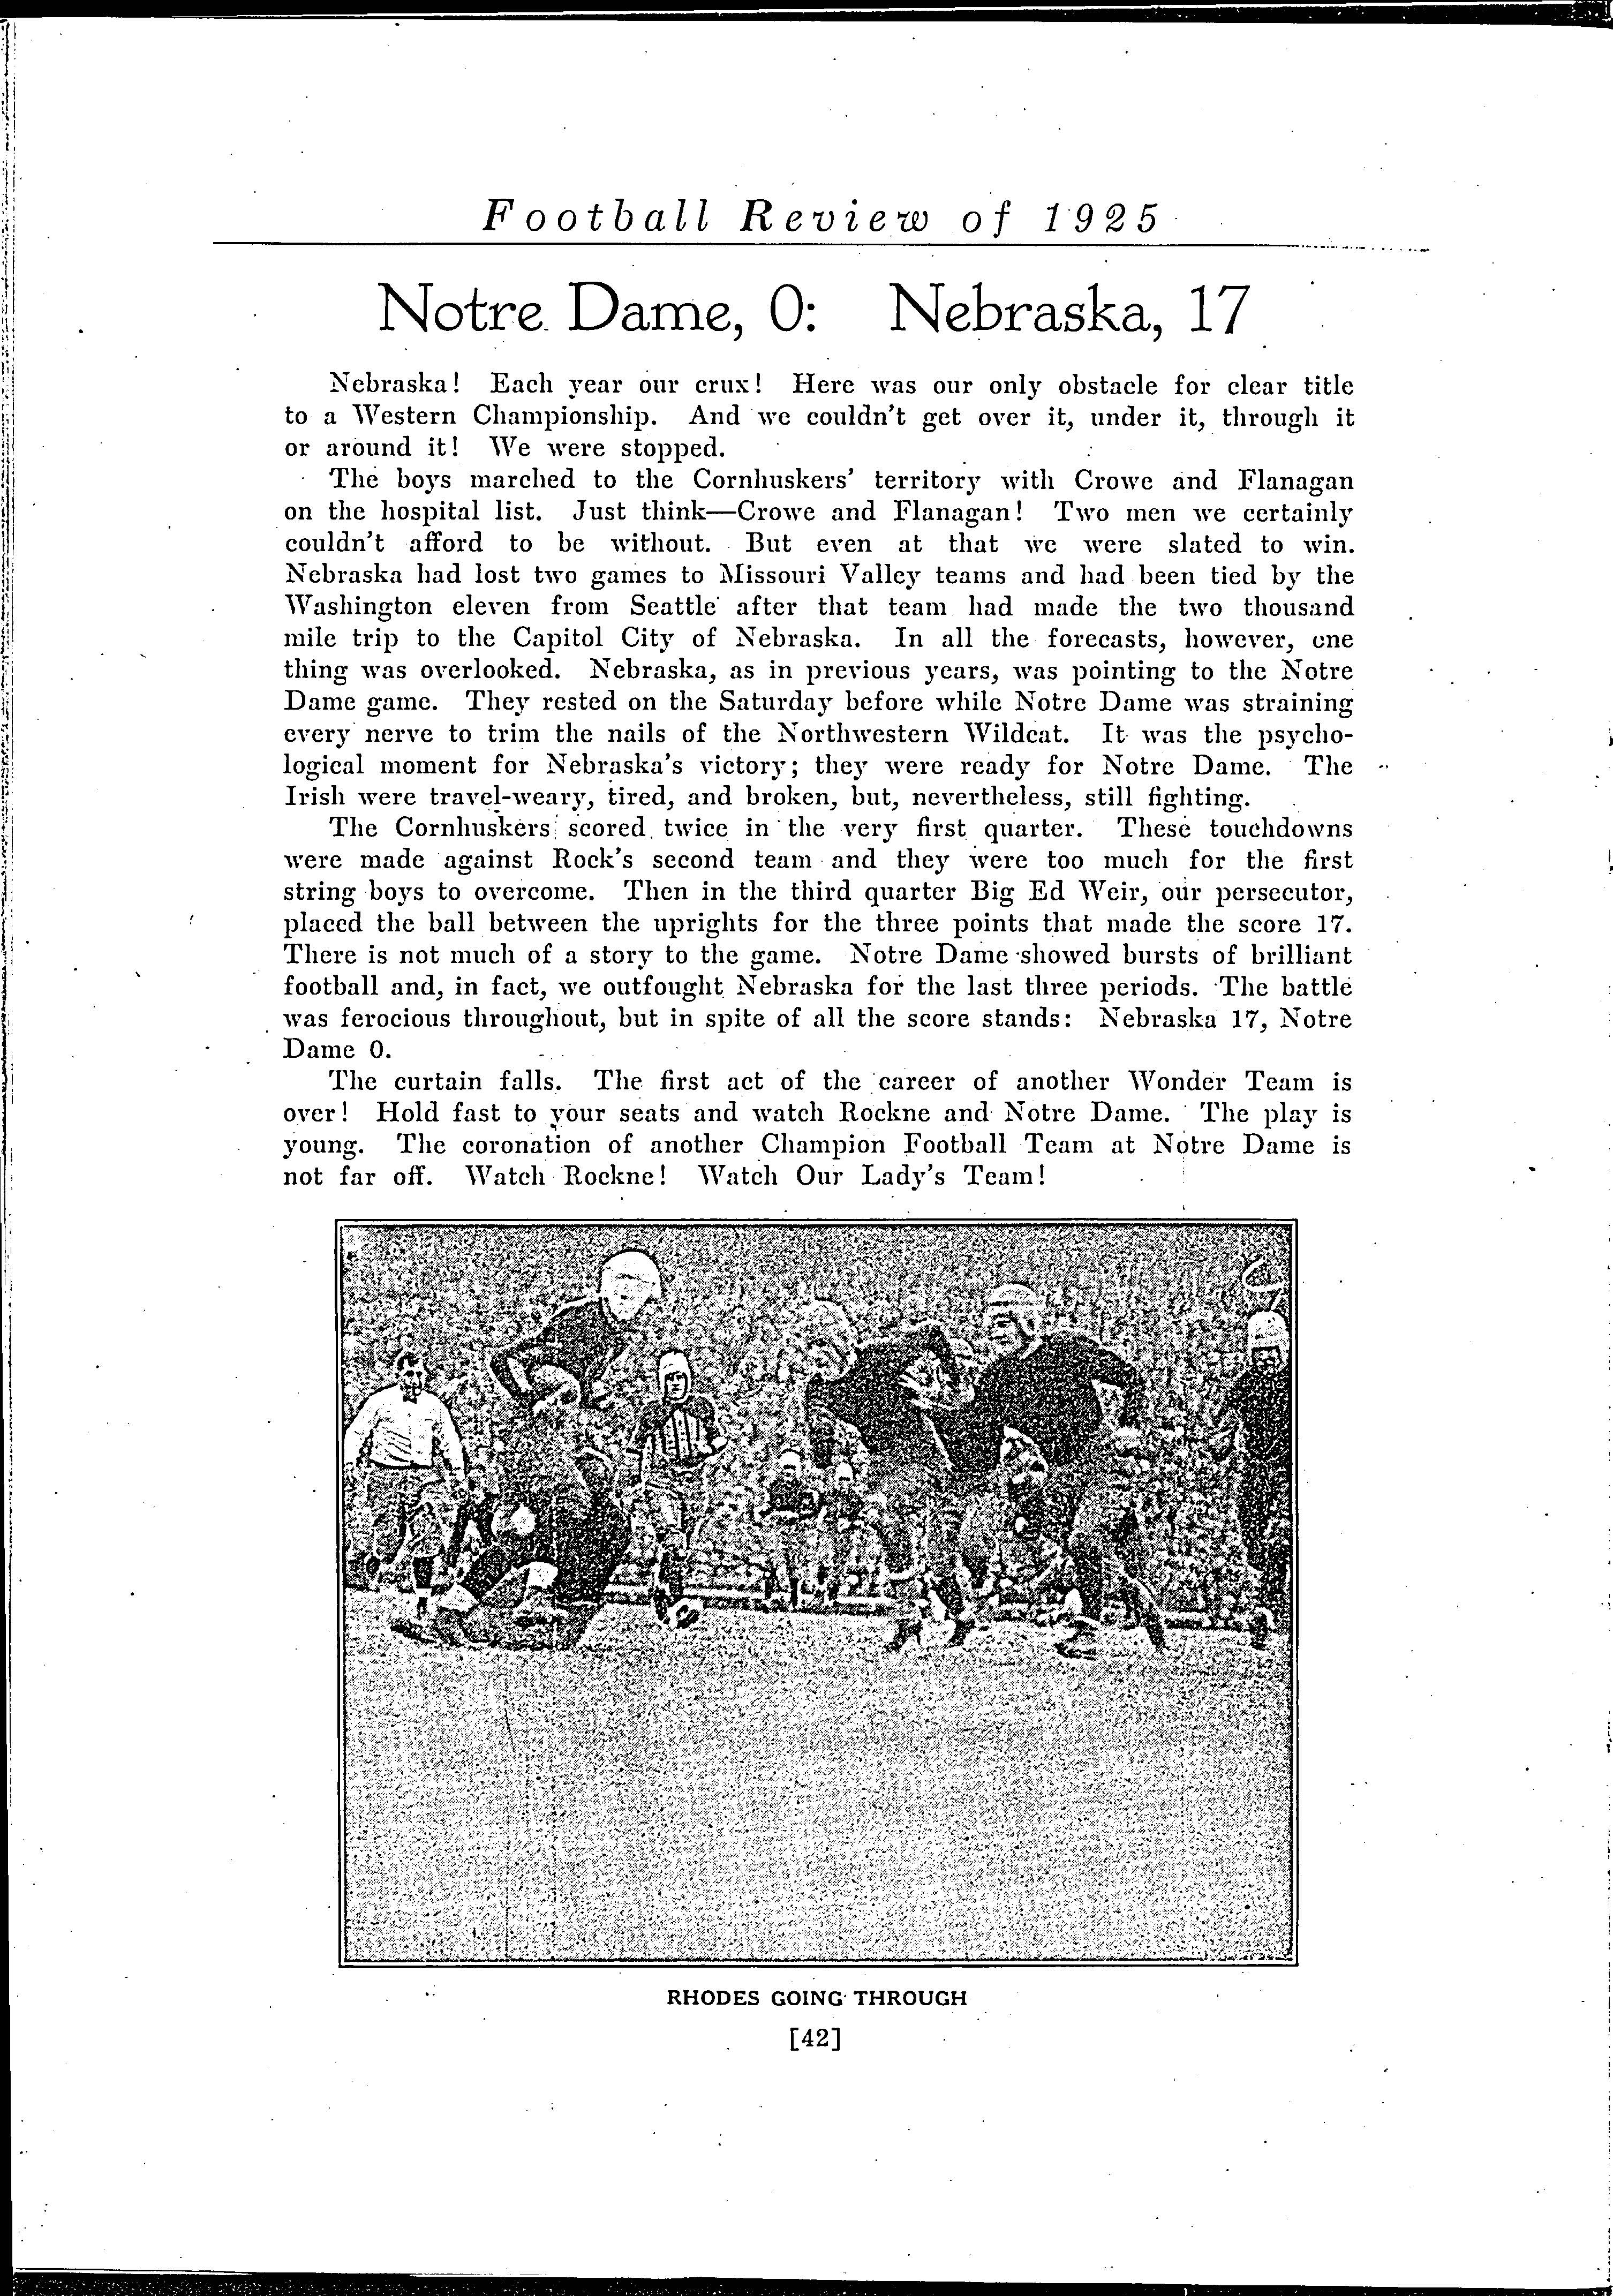 Football Review of 1925
Notre Dame, 0: Nebraska, 17
Nebraska! Each year our crux! Here was our only obstacle for clear title
to a Western Championship. And we couldn't get over it, under it, through it
or around it! We were stopped.
The boys marched to the Cornhuskers' territory with Crowe and Flanagan
on the hospital list. Just think—Crowe and Flanagan! Two men we certainly
couldn't afford to be without. But even at that we were slated to win.
Nebraska had lost two games to Missouri Valley teams and had been tied by the
Washington eleven from Seattle after that team had made the two thousand
mile trip to the Capitol City of Nebraska. In all the forecasts, however, one
thing was overlooked. Nebraska, as in previous years, was pointing to the Notre
Dame game. They rested on the Saturday before while Notre Dame was straining
every nerve to trim the nails of the Northwestern Wildcat. It was the psycho-
logical moment for Nebraska's victory; they were ready for Notre Dame. The
Irish were travel-weary, tired, and broken, but, nevertheless, still fighting.
The Cornhuskers scored twice in the very first quarter. These touchdowns
were made against Rock's second team and they were too much for the first
string boys to overcome. Then in the third quarter Big Ed Weir, our persecutor,
placed the ball between the uprights for the three points that made the score 17.
There is not much of a story to the game. Notre Dame showed bursts of brilliant
football and, in fact, we outfought Nebraska for the last three periods. The battle
was ferocious throughout, but in spite of all the score stands: Nebraska 17, Notre
Dame 0.
The curtain falls. The first act of the career of another Wonder Team is
over! Hold fast to your seats and watch Rockne and Notre Dame. The play is
young. The coronation of another Champion Football Team at Notre Dame is
not far off. Watch Rockne! Watch Our Lady's Team!
RHODES GOING THROUGH
[42]